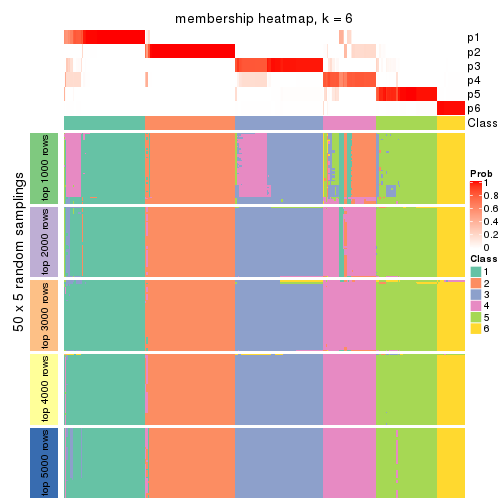 membership heatmap, k = 6
p1
p2
p3
p4
p5
p6
Class
50 x 5 random samplings
top 1000 rows
top 2000 rows
top 3000 rows
top 4000 rows
top 5000 rows
Prob
1
0.8
0.6
0.4
0.2
0
Class
1
2
3
4
5
6